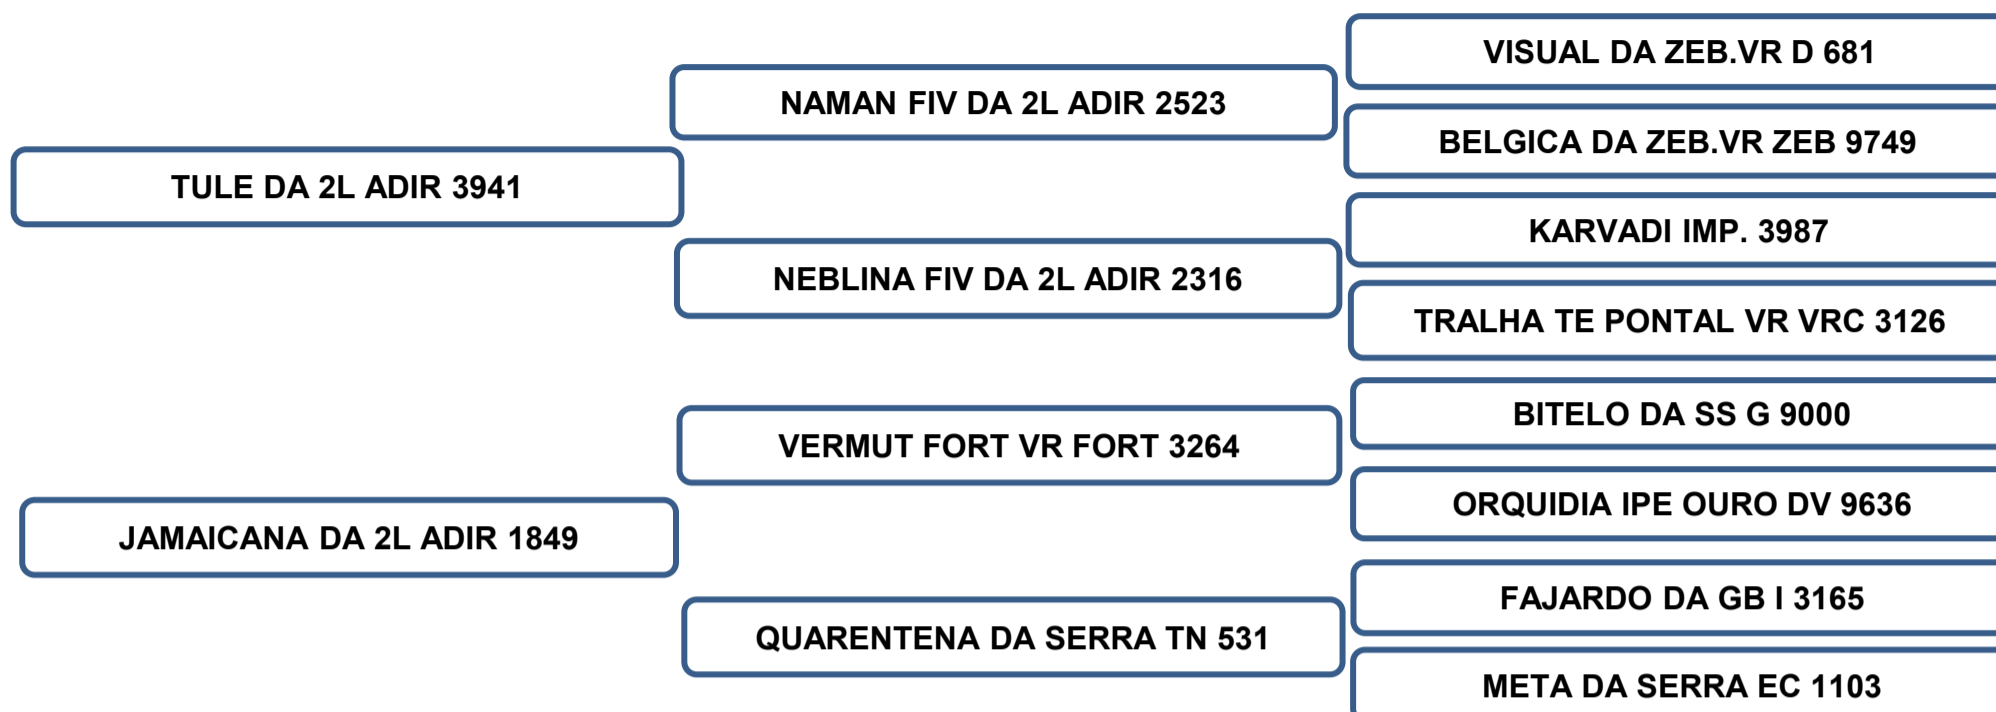 VISUAL DA ZEB.VR D 681
NAMAN FIV DA 2L ADIR 2523
BELGICA DA ZEB.VR ZEB 9749
TULE DA 2L ADIR 3941
KARVADI IMP. 3987
NEBLINA FIV DA 2L ADIR 2316
TRALHA TE PONTAL VR VRC 3126
BITELO DA SS G 9000
VERMUT FORT VR FORT 3264
ORQUIDIA IPE OURO DV 9636
JAMAICANA DA 2L ADIR 1849
FAJARDO DA GB I 3165
QUARENTENA DA SERRA TN 531
META DA SERRA EC 1103